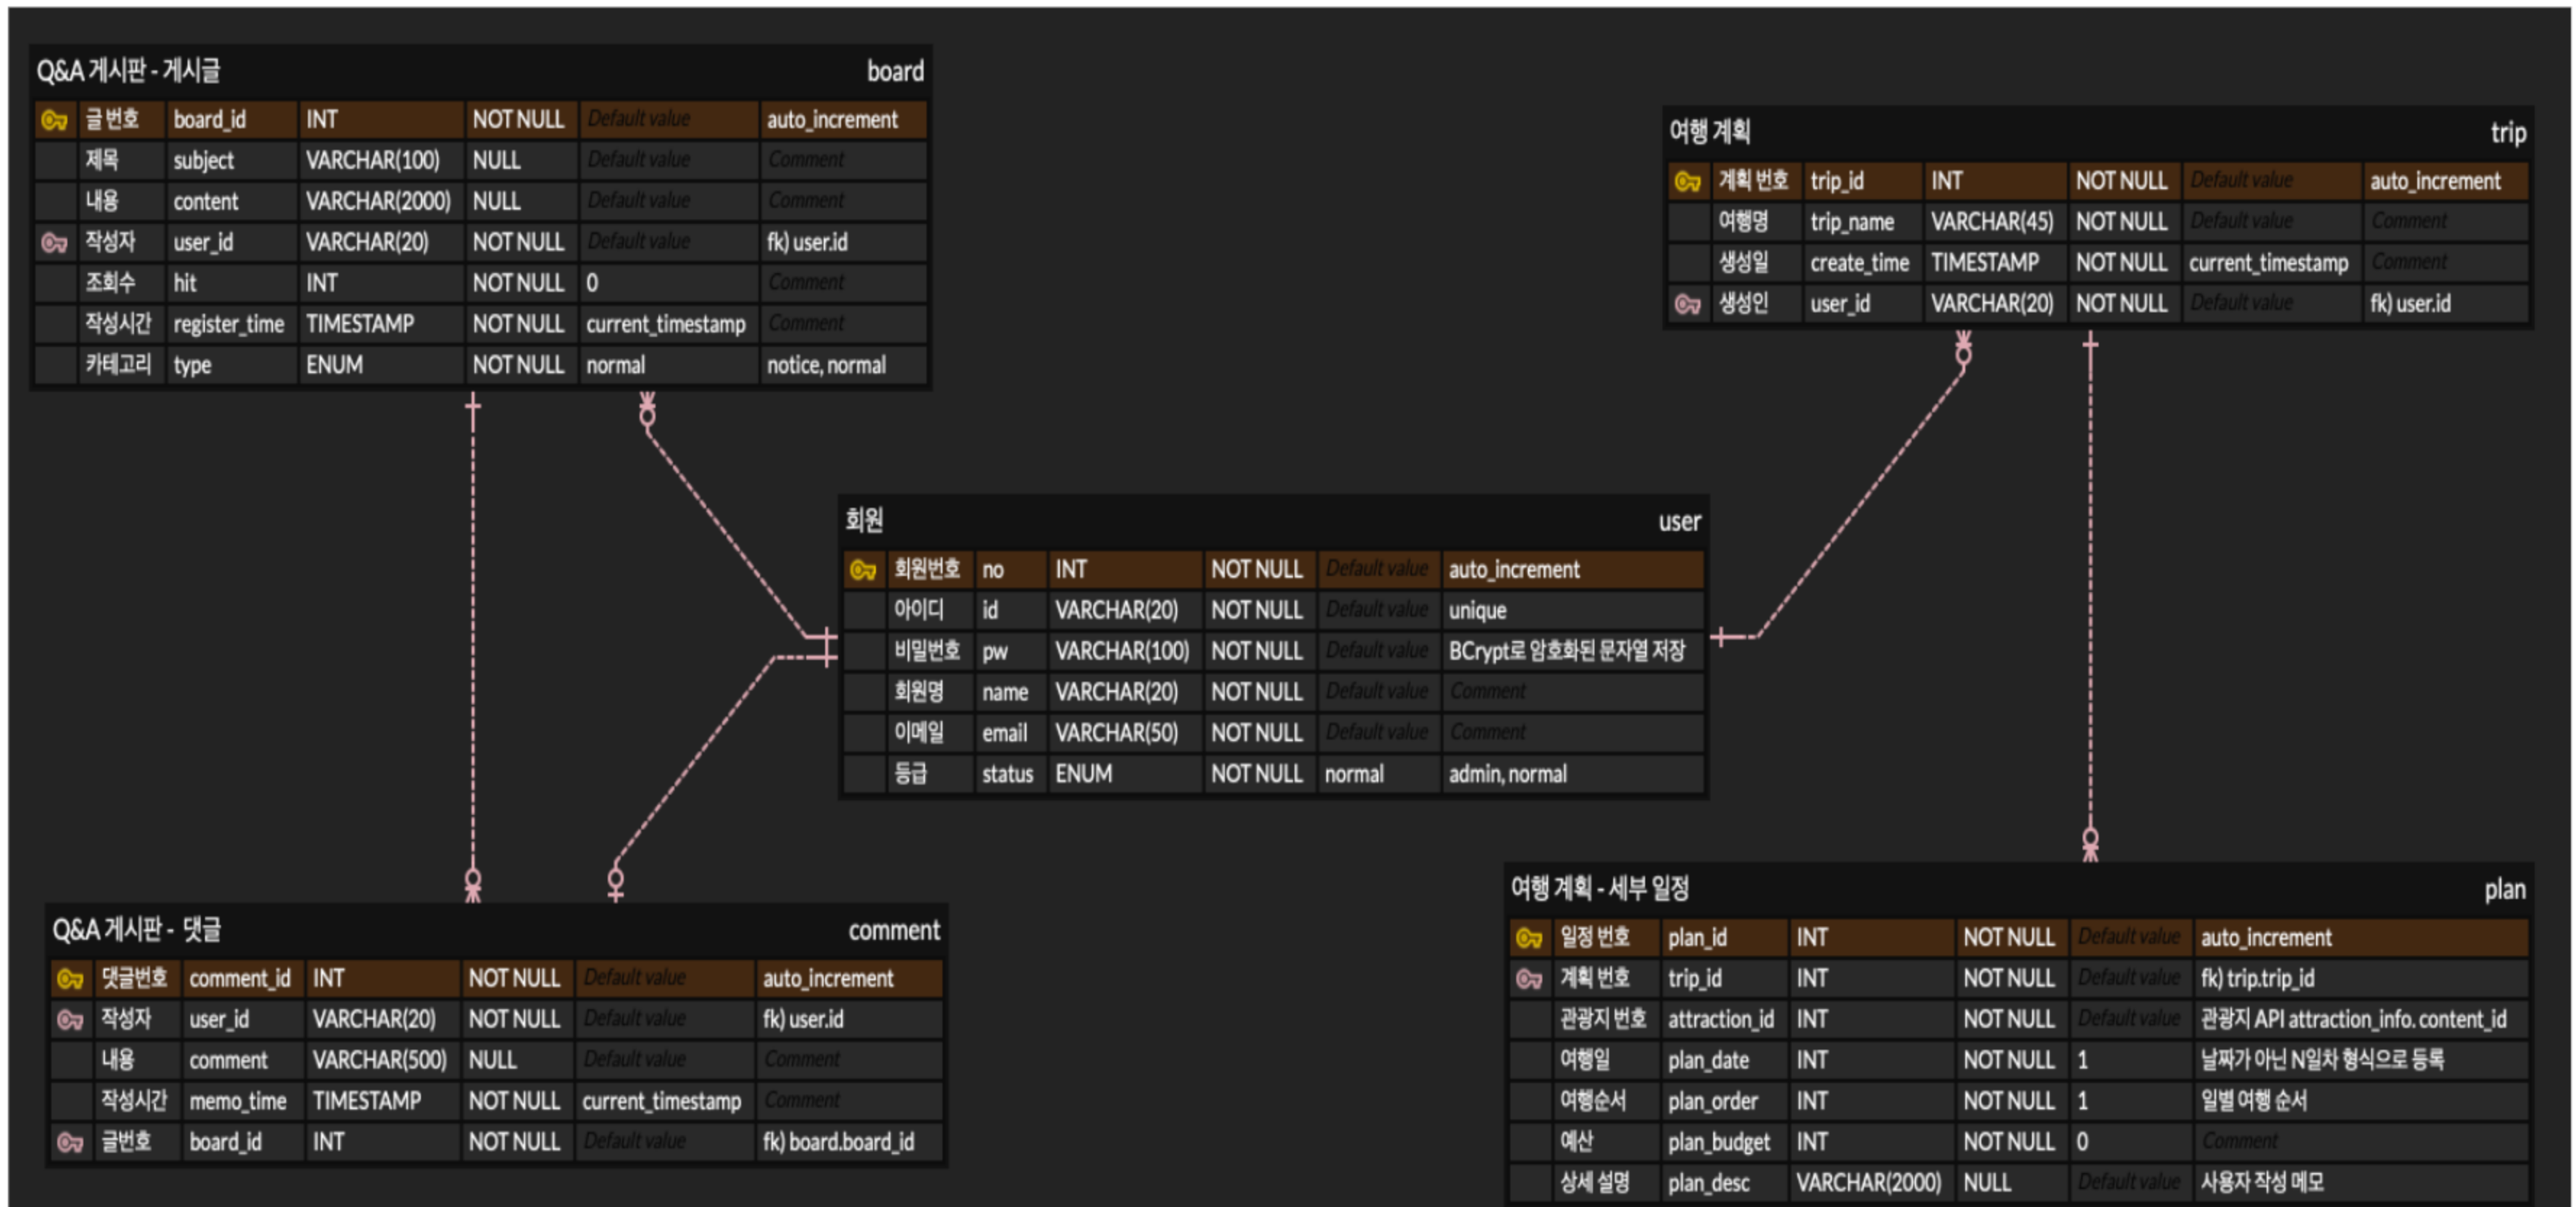 Q&A 게시판 - 게시글 board
글 번호 board_id INT NOT NULL Default value auto_increment
제목 subject VARCHAR(100) NULL Default value Comment
내용 content VARCHAR(2000) NULL Default value Comment
작성자 user_id VARCHAR(20) NOT NULL Default value fk) user.id
조회수 hit INT NOT NULL 0 Comment
작성시간 register_time TIMESTAMP NOT NULL current_timestamp Comment
카테고리 type ENUM NOT NULL normal notice, normal
여행 계획 trip
계획 번호 trip_id INT NOT NULL Default value auto_increment
여행명 trip_name VARCHAR(45) NOT NULL Default value Comment
생성일 create_time TIMESTAMP NOT NULL current_timestamp Comment
생성인 user_id VARCHAR(20) NOT NULL Default value fk) user.id
회원 user
회원번호 no INT NOT NULL Default value auto_increment
아이디 id VARCHAR(20) NOT NULL Default value unique
비밀번호 pw VARCHAR(100) NOT NULL Default value BCrypt로 암호화된 문자열 저장
회원명 name VARCHAR(20) NOT NULL Default value Comment
이메일 email VARCHAR(50) NOT NULL Default value Comment
등급 status ENUM NOT NULL normal admin, normal
Q&A 게시판 - 댓글 comment
댓글번호 comment_id INT NOT NULL Default value auto_increment
작성자 user_id VARCHAR(20) NOT NULL Default value fk) user.id
내용 comment VARCHAR(500) NULL Default value Comment
작성시간 memo_time TIMESTAMP NOT NULL current_timestamp Comment
글번호 board_id INT NOT NULL Default value fk) board.board_id
여행 계획 - 세부 일정 plan
일정 번호 plan_id INT NOT NULL Default value auto_increment
계획 번호 trip_id INT NOT NULL Default value fk) trip.trip_id
관광지 번호 attraction_id INT NOT NULL Default value 관광지 API attraction_info. content_id
여행일 plan_date INT NOT NULL 1 날짜가 아닌 N일차 형식으로 등록
여행순서 plan_order INT NOT NULL 1 일별 여행 순서
예산 plan_budget INT NOT NULL 0 Comment
상세 설명 plan_desc VARCHAR(2000) NULL Default value 사용자 작성 메모